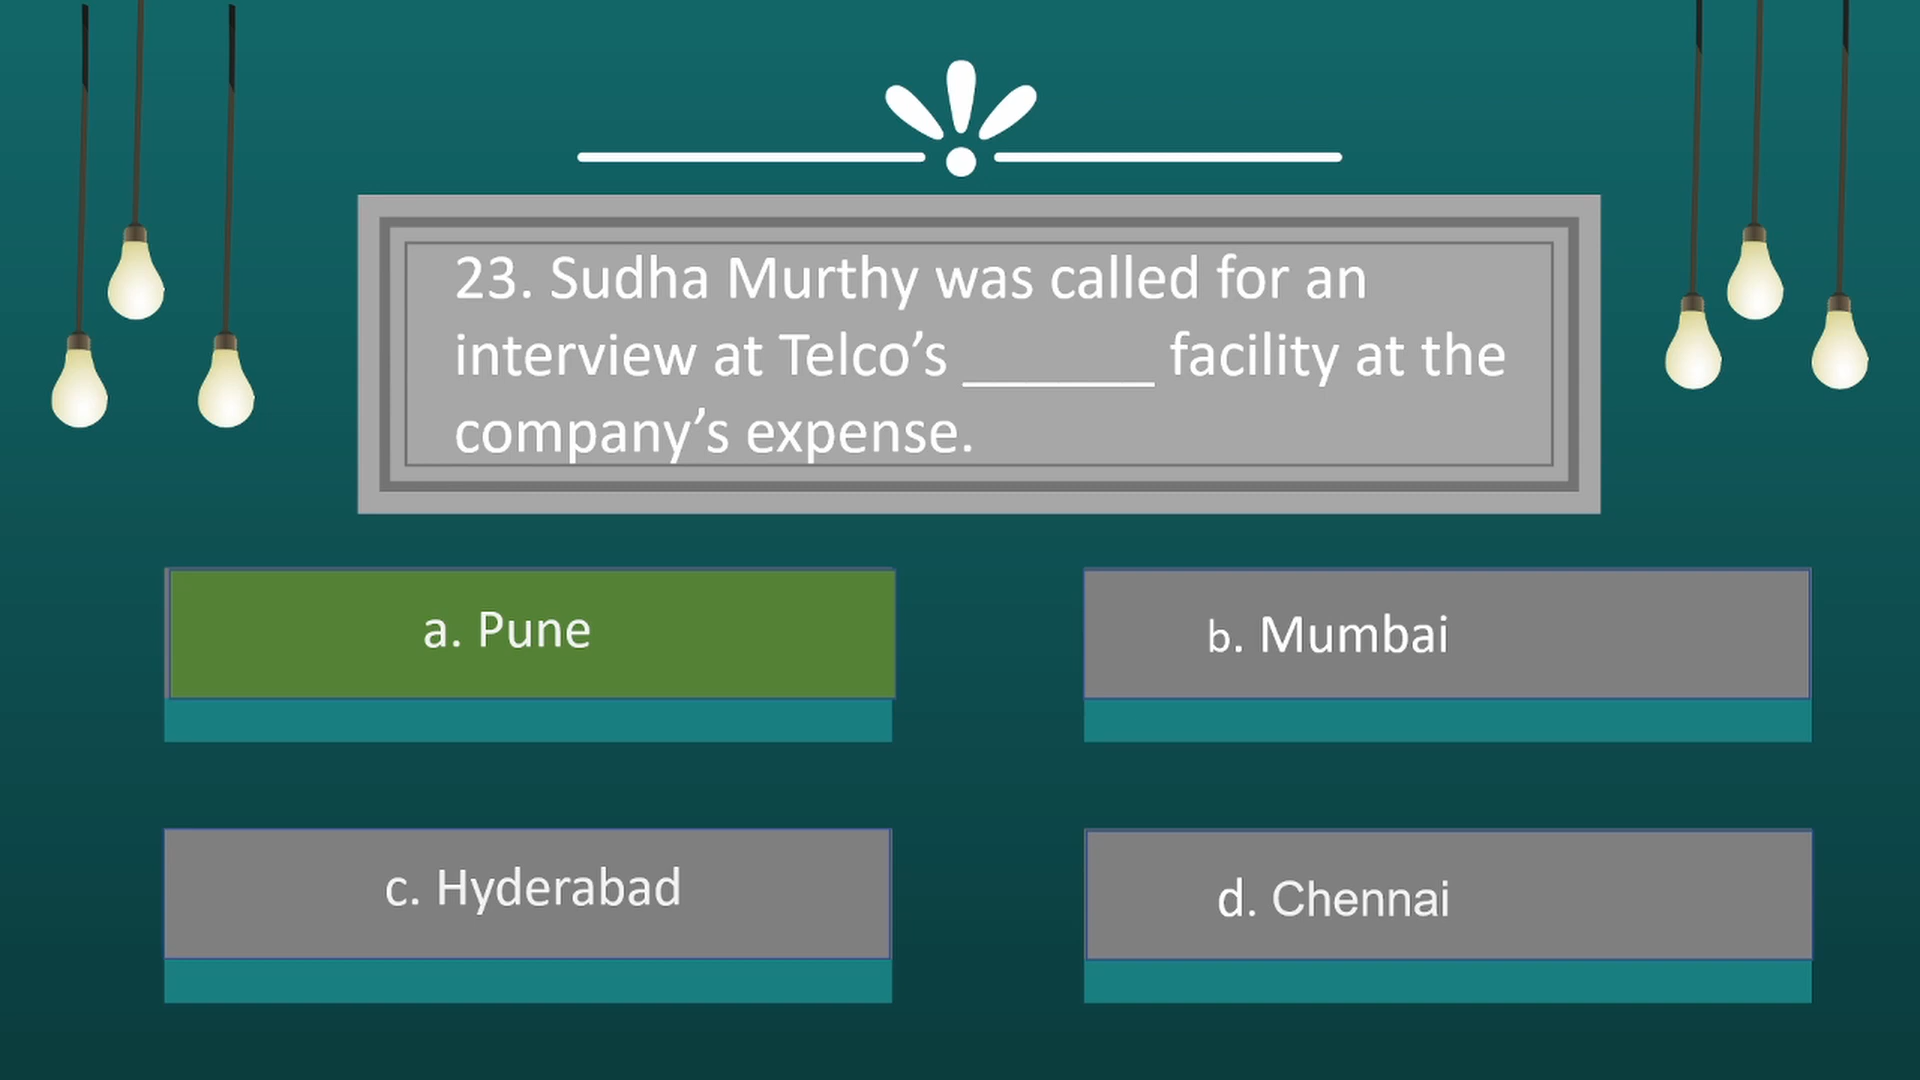 23. Sudha Murthy was called for an
interview at Telco’s _______ facility at the
company’s expense.
a. Pune
b. Mumbai
c. Hyderabad
d. Chennai